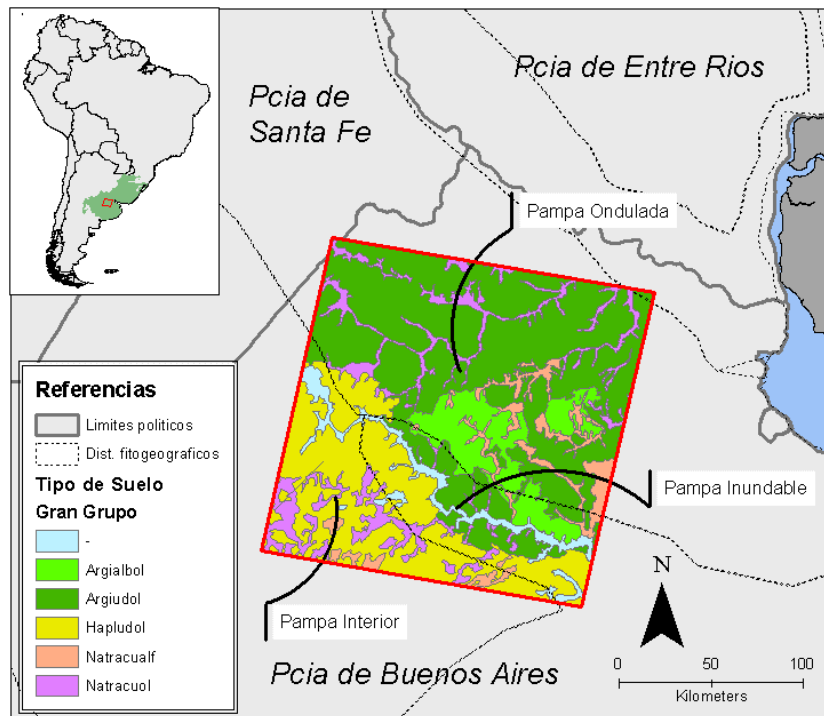 Pcia de Entre Rios
Pcia de
Santa Fe
Pampa Ondulada
Referencias
Limites politicos
Dist. fitogeograficos
Tipo de Suelo
Gran Grupo
-
Argialbol
Argiudol
Hapludol
Natracualf
Natracuol
Pampa Inundable
Pampa Interior
Pcia de Buenos Aires
N
0 50 100
Kilometers